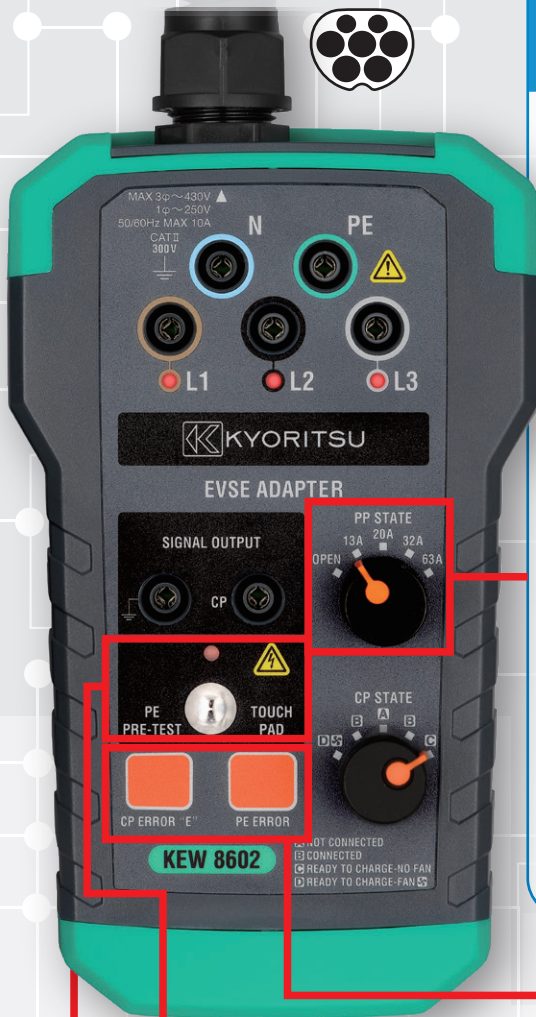 MAX 3φ～430V
1φ～250V
50/60Hz MAX 10A
CAT II
300V
N
PE
L1
L2
L3
KYORITSU
EVSE ADAPTER
SIGNAL OUTPUT
CP
PP STATE
OPEN
13A
20A
32A
63A
PE
PRE-TEST
TOUCH
PAD
CP STATE
D
B
A
B
C
CP ERROR "E"
PE ERROR
KEW 8602
A NOT CONNECTED
B CONNECTED
C READY TO CHARGE-NO FAN
D READY TO CHARGE-FAN